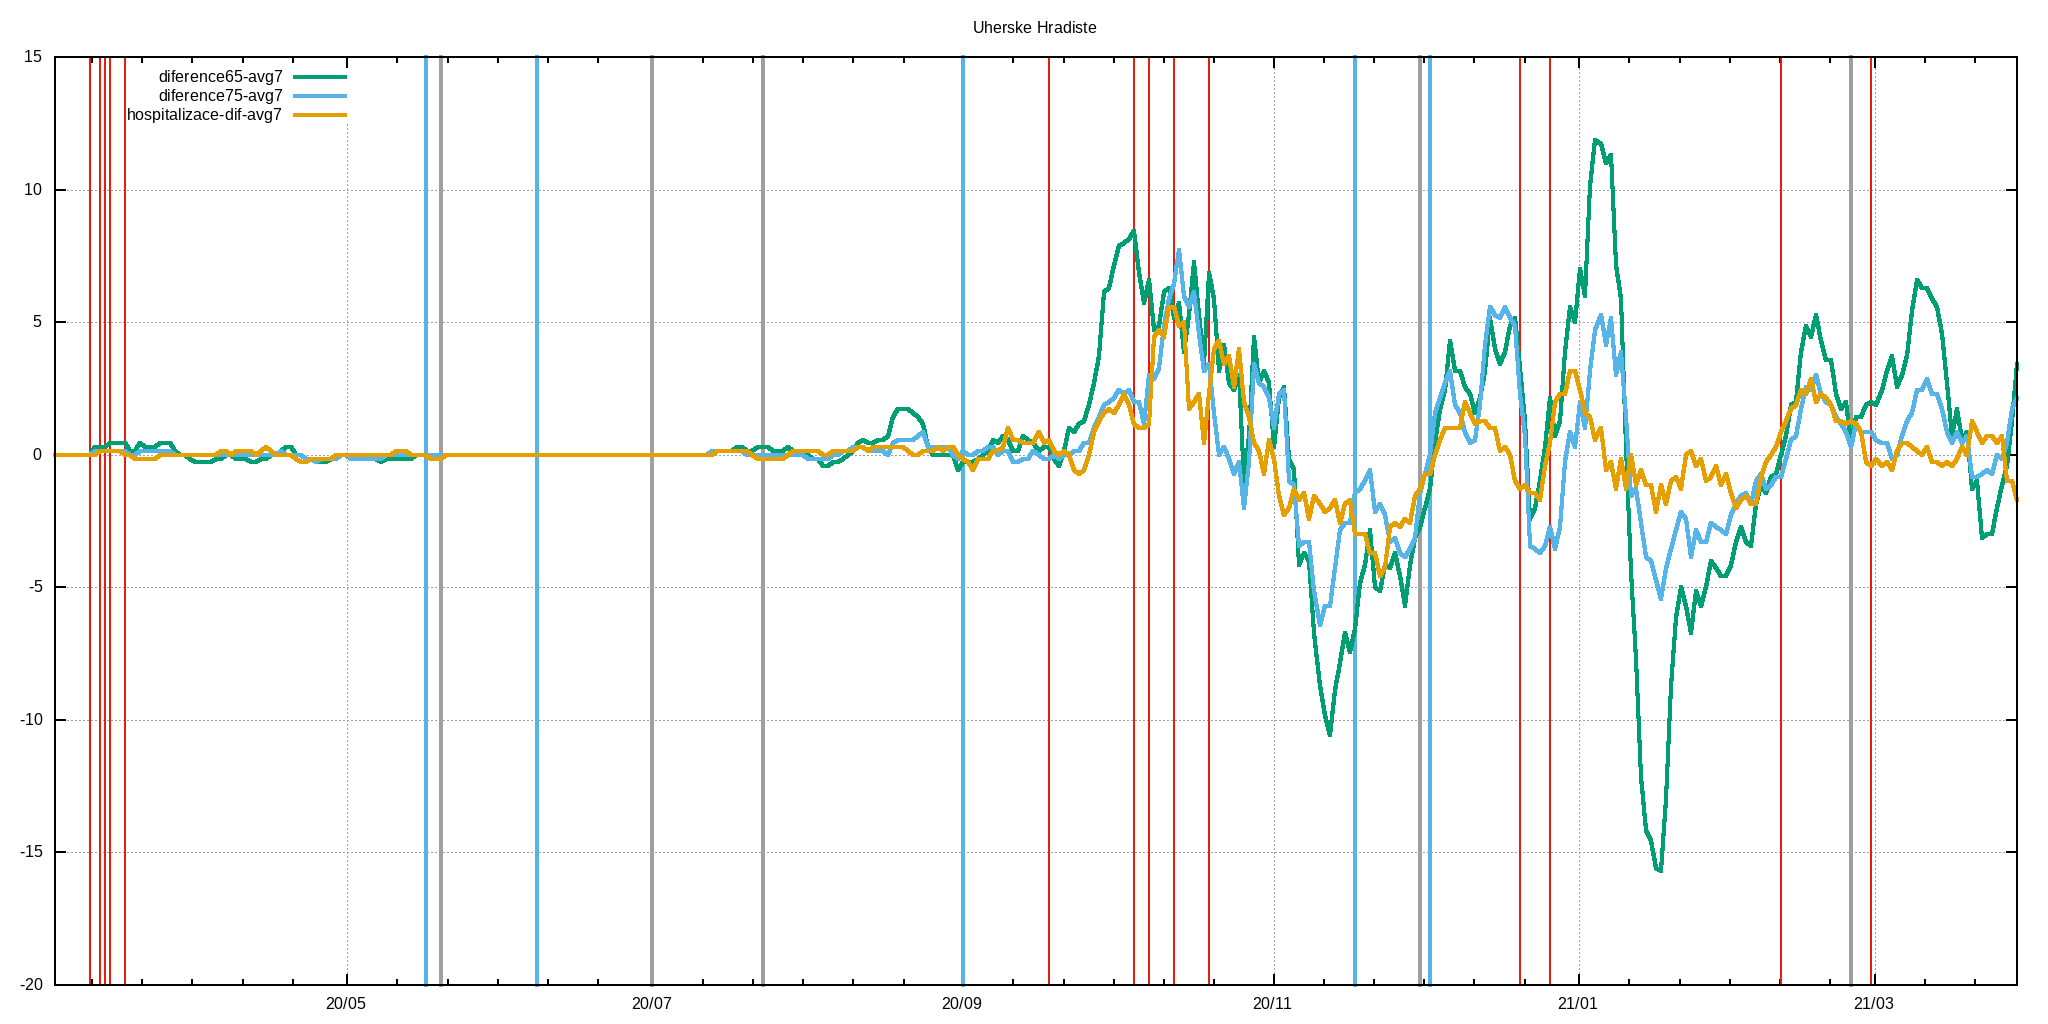 Uherske Hradiste
15
diference65-avg7
diference75-avg7
hospitalizace-dif-avg7
10
5
0
-5
-10
-15
-20
20/05 20/07 20/09 20/11 21/01 21/03